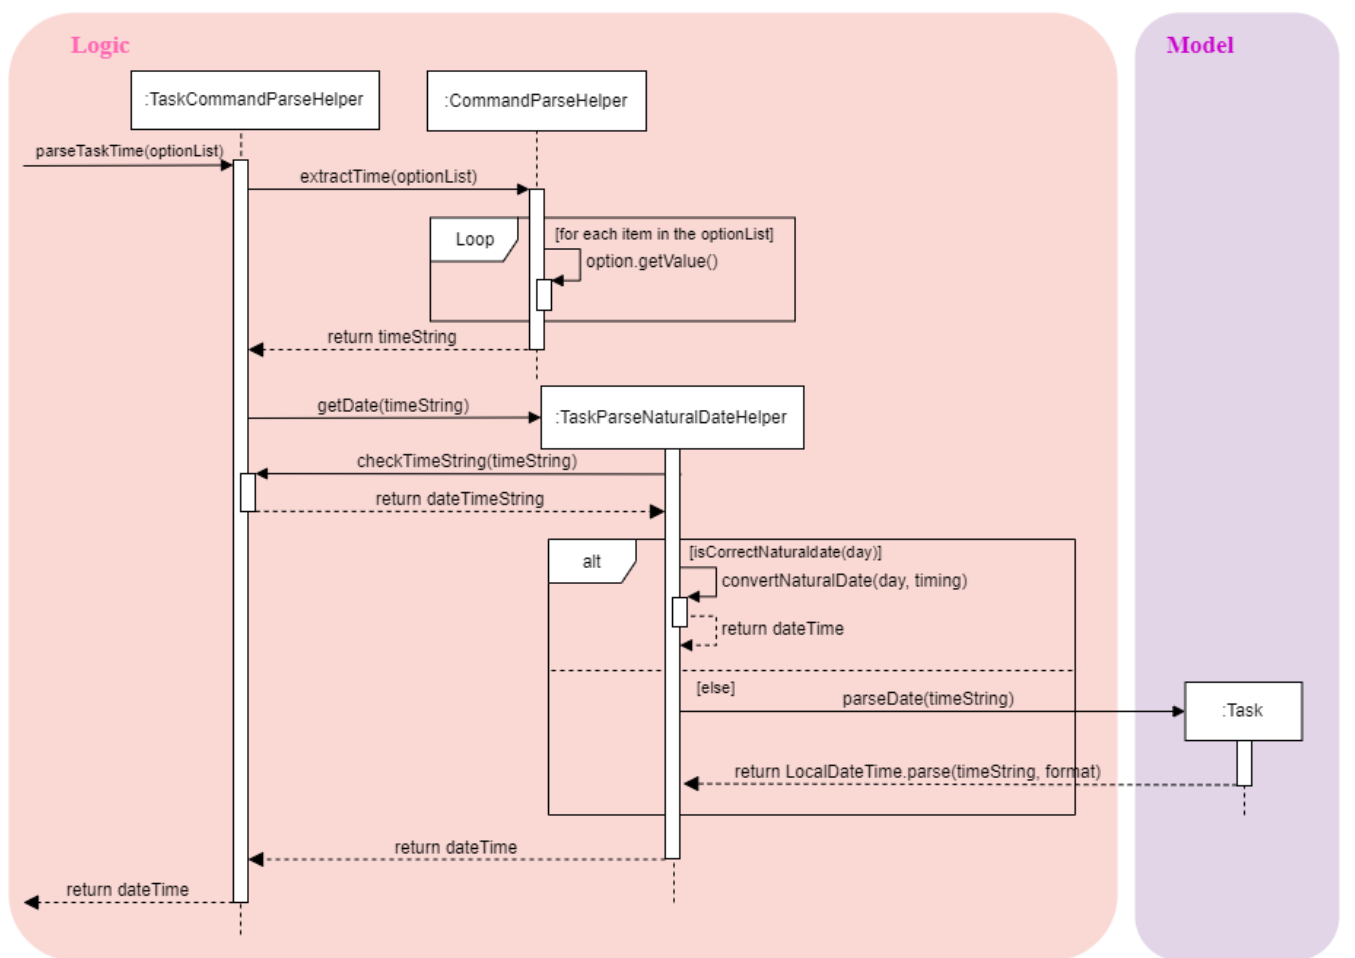 Logic
Model
:TaskCommandParseHelper
:CommandParseHelper
parseTaskTime(optionList)
extractTime(optionList)
Loop
[for each item in the optionList]
option.getValue()
return timeString
getDate(timeString)
:TaskParseNaturalDateHelper
checkTimeString(timeString)
return dateTimeString
alt
[isCorrectNaturaldate(day)]
convertNaturalDate(day, timing)
return dateTime
[else]
parseDate(timeString)
:Task
return LocalDateTime.parse(timeString, format)
return dateTime
return dateTime